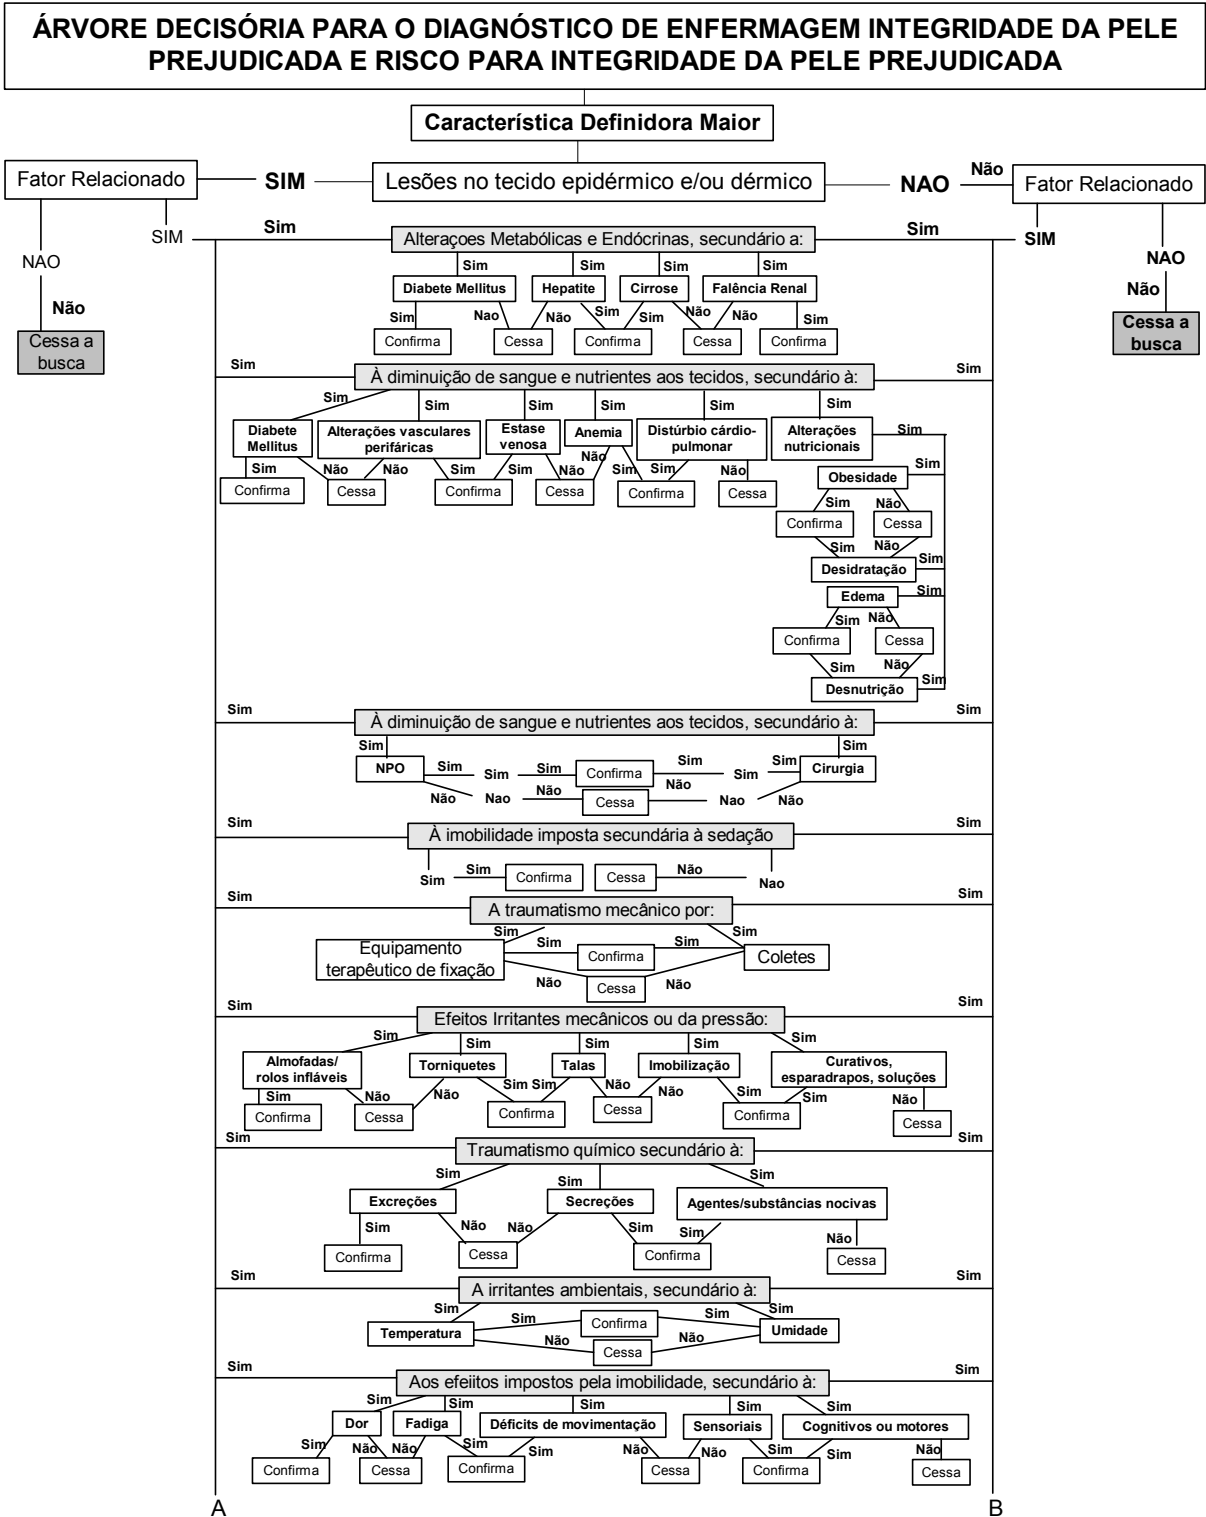 ÁRVORE DECISÓRIA PARA O DIAGNÓSTICO DE ENFERMAGEM INTEGRIDADE DA PELE
PREJUDICADA E RISCO PARA INTEGRIDADE DA PELE PREJUDICADA
Característica Definidora Maior
Fator Relacionado SIM Lesões no tecido epidérmico e/ou dérmico NAO Não Fator Relacionado
SIM Sim Alteraçoes Metabólicas e Endócrinas, secundário a: Sim SIM
NAO NAO
Sim Sim Sim Sim
Não Não
Diabete Mellitus Hepatite Cirrose Falência Renal
Sim Nao Não Sim Sim Não Não Sim
Confirma Cessa Confirma Cessa Confirma
Cessa a
busca
Cessa a
busca
Sim À diminuição de sangue e nutrientes aos tecidos, secundário à: Sim
Sim Sim Sim Sim Sim Sim
Diabete
Mellitus
Alterações vasculares
perifáricas
Estase
venosa
Anemia
Distúrbio cárdio-
pulmonar
Alterações
nutricionais
Sim
Sim Não Não Sim Sim Não Não Sim Sim Não
Confirma Cessa Confirma Cessa Confirma Cessa
Obesidade Sim
Sim Não
Confirma Cessa
Sim Não
Desidratação Sim
Edema Sim
Sim Não
Confirma Cessa
Sim Não
Desnutrição Sim
Sim À diminuição de sangue e nutrientes aos tecidos, secundário à: Sim
Sim Sim
NPO Sim Sim Sim Confirma Sim Sim Sim Cirurgia
Não Nao Não Cessa Não Nao Não
Sim À imobilidade imposta secundária à sedação Sim
Sim Sim Confirma Cessa Não Nao
Sim A traumatismo mecânico por: Sim
Sim Sim
Equipamento
terapêutico de fixação
Sim Confirma Sim Coletes
Não Cessa Não
Sim Efeitos Irritantes mecânicos ou da pressão: Sim
Sim Sim Sim Sim Sim
Almofadas/
rolos infláveis
Torniquetes Talas Imobilização
Curativos,
esparadrapos, soluções
Sim Não Não Sim Sim Não Não Sim Não
Confirma Cessa Confirma Cessa Confirma Cessa
Sim Traumatismo químico secundário à: Sim
Sim Sim Sim
Excreções Secreções Agentes/substâncias nocivas
Sim Não Não Sim Sim Não
Confirma Cessa Confirma Cessa
Sim A irritantes ambientais, secundário à: Sim
Sim Sim
Temperatura Sim Confirma Sim Umidade
Não Cessa Não
Sim Aos efeiitos impostos pela imobilidade, secundário à: Sim
Sim Sim Sim Sim Sim
Dor Fadiga Déficits de movimentação Sensoriais Cognitivos ou motores
Sim Não Não Sim Sim Não Não Sim Sim Não
Confirma Cessa Confirma Cessa Confirma Cessa
A B